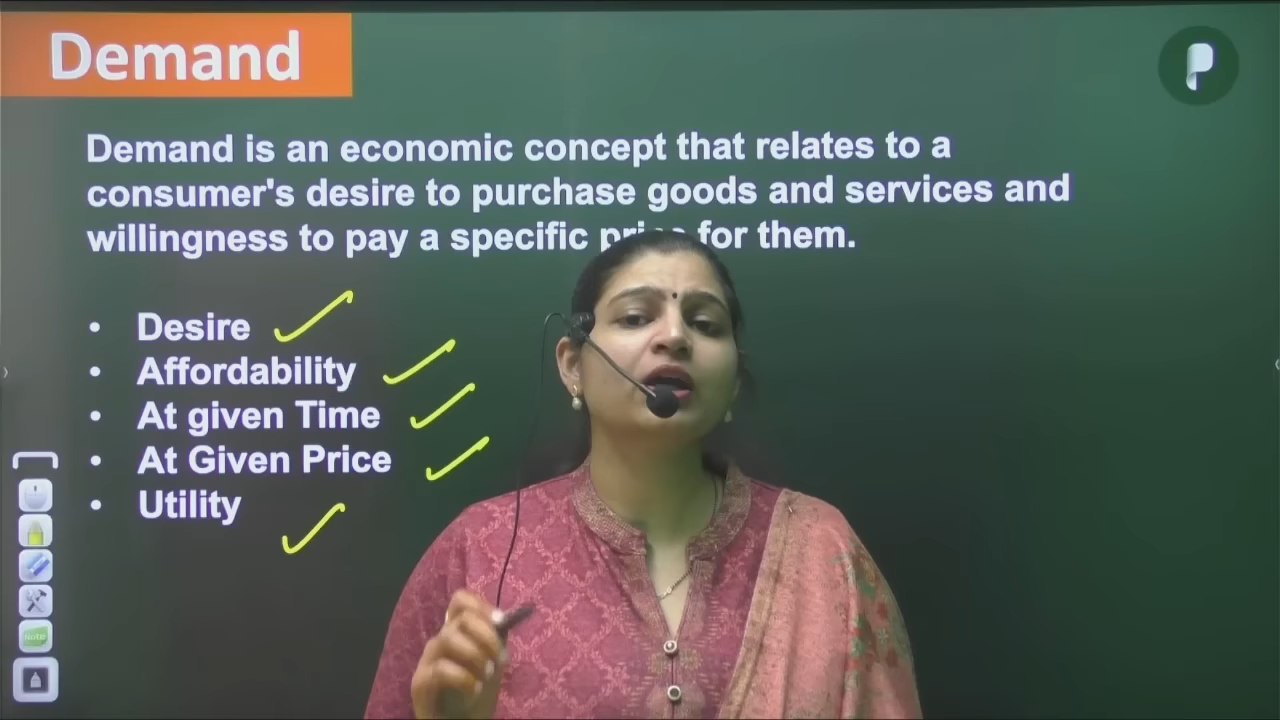 Demand
Demand is an economic concept that relates to a
consumer's desire to purchase goods and services and
willingness to pay a specific for them.
• Desire
• Affordability
• At given Time
• At Given Price
• Utility